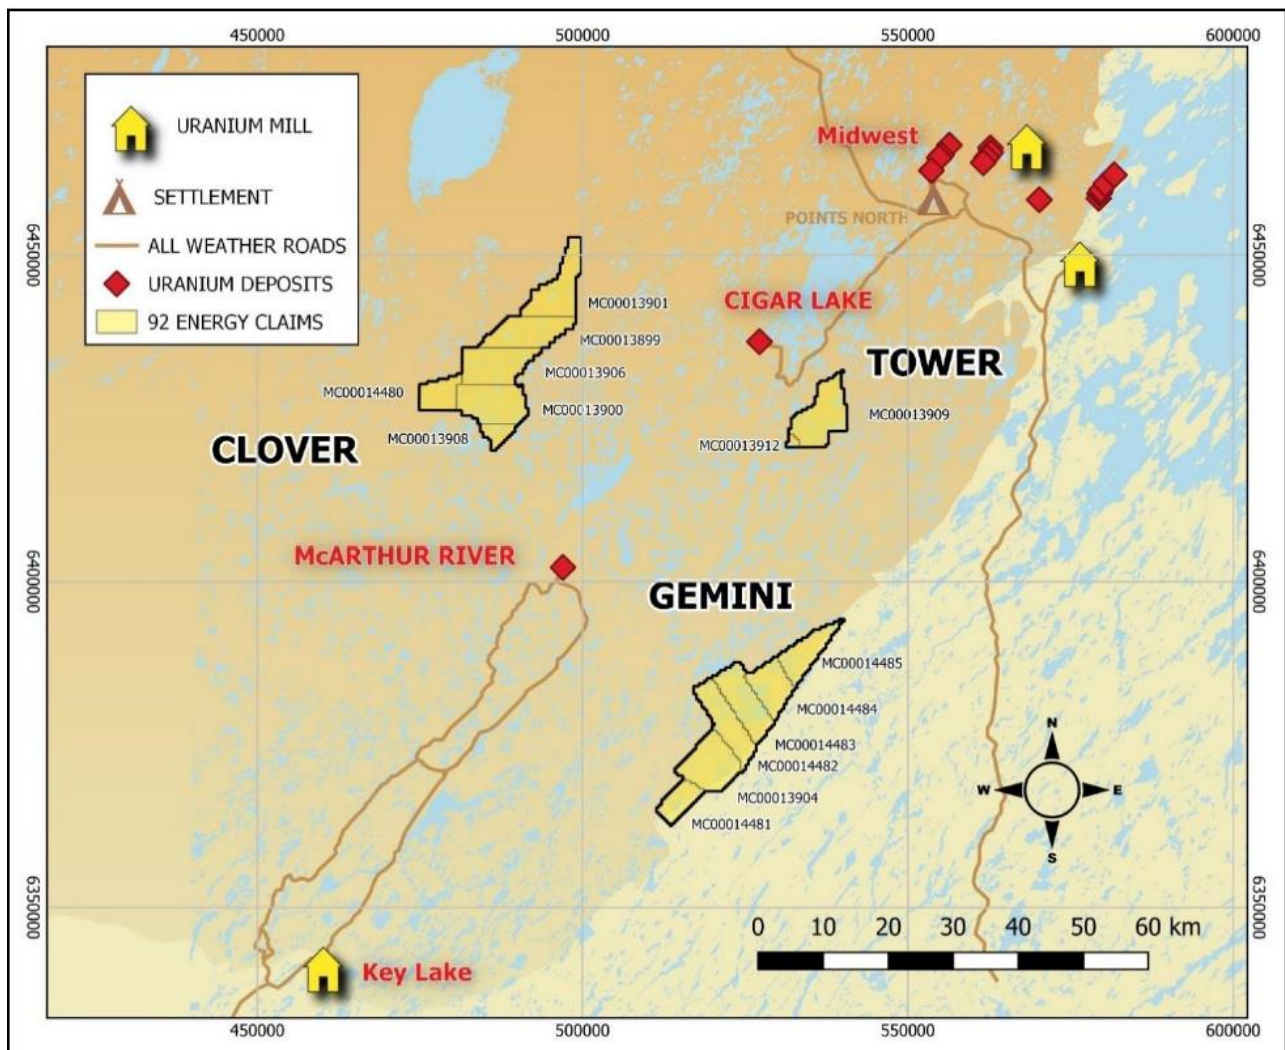 450000 500000 550000 600000
URANIUM MILL
SETTLEMENT
ALL WEATHER ROADS
URANIUM DEPOSITS
92 ENERGY CLAIMS
Midwest
POINTS NORTH
6450000 6450000
MC00013901
CIGAR LAKE
MC00013899
TOWER
MC00013906
MC00014480
MC00013900
MC00013909
MC00013908
MC00013912
CLOVER
McARTHUR RIVER
6400000 6400000
GEMINI
MC00014485
MC00014484
N
MC00013904
MC00014483
MC00014482
W E
MC00014481
S
6350000 6350000
0 10 20 30 40 50 60 km
Key Lake
450000 500000 550000 600000